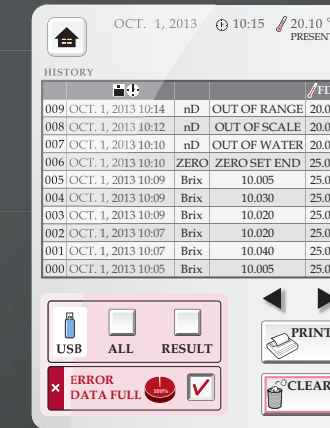 OCT. 1, 2013 10:15 20.10 °
PRESENT
HISTORY
FI
009 OCT. 1, 2013 10:14 nD OUT OF RANGE 20.0
008 OCT. 1, 2013 10:12 nD OUT OF SCALE 20.0
007 OCT. 1, 2013 10:10 nD OUT OF WATER 20.0
006 OCT. 1, 2013 10:10 ZERO ZERO SET END 25.0
005 OCT. 1, 2013 10:09 Brix 10.005 25.0
004 OCT. 1, 2013 10:09 Brix 10.030 25.0
003 OCT. 1, 2013 10:09 Brix 10.020 25.0
002 OCT. 1, 2013 10:07 Brix 10.020 25.0
001 OCT. 1, 2013 10:07 Brix 10.040 25.0
000 OCT. 1, 2013 10:05 Brix 10.005 25.0
USB ALL RESULT
PRINT
ERROR
DATA FULL 100%
CLEAR